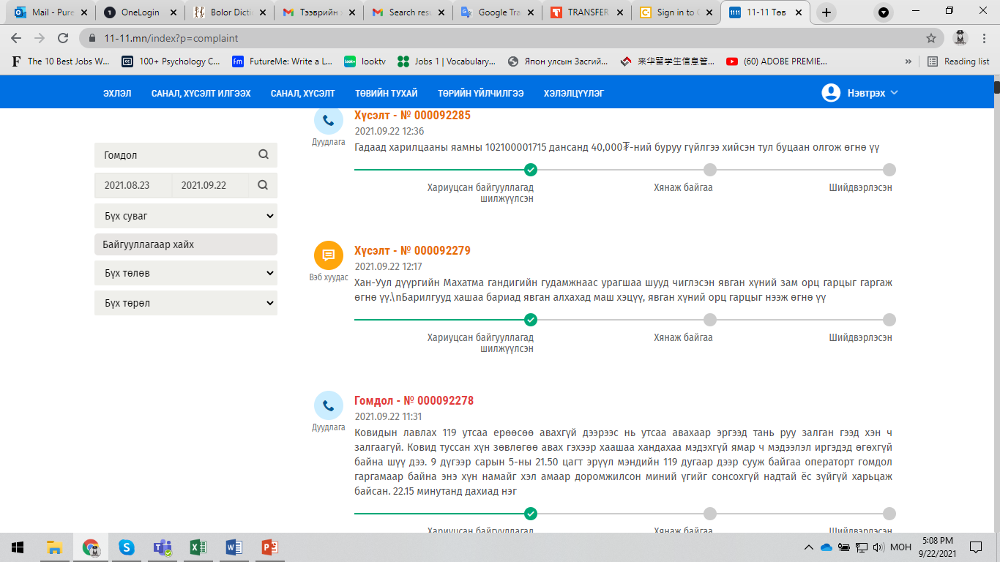 Mail - Pure
OneLogin
Bolor Dictio
Тээврийн х
Search resu
Google Tra
TRANSFER
Sign in to C
11-11 Төв
11-11.mn/index?p=complaint
The 10 Best Jobs W...
100+ Psychology C...
FutureMe: Write a L...
looktv
Jobs 1 | Vocabulary...
Япон улсын Засгий...
来华留学生信息管...
(60) ADOBE PREMIE...
»
Reading list
ЭХЛЭЛ
САНАЛ, ХҮСЭЛТ ИЛГЭЭХ
САНАЛ, ХҮСЭЛТ
ТӨВИЙН ТУХАЙ
ТӨРИЙН ҮЙЛЧИЛГЭЭ
ХЭЛЭЛЦҮҮЛЭГ
Нэвтрэх
Гомдол
2021.08.23 2021.09.22
Бүх суваг
Байгууллагаар хайх
Бүх төлөв
Бүх төрөл
Дуудлага
Хүсэлт - № 000092285
2021.09.22 12:36
Гадаад харилцааны яамны 102100001715 дансанд 40,000₮-ний буруу гүйлгээ хийсэн тул буцаан олгож өгнө үү
Хариуцсан байгууллагад
шилжүүлсэн
Хянаж байгаа
Шийдвэрлэсэн
Вэб хуудас
Хүсэлт - № 000092279
2021.09.22 12:17
Хан-Уул дүүргийн Махатма гандигийн гудамжнаас урагшаа шууд чиглэсэн явган хүний зам орц гарцыг гаргаж
өгнө үү.\nБарилгууд хашаа бариад явган алхахад маш хэцүү, явган хүний орц гарцыг нээж өгнө үү
Хариуцсан байгууллагад
шилжүүлсэн
Хянаж байгаа
Шийдвэрлэсэн
Дуудлага
Гомдол - № 000092278
2021.09.22 11:31
Ковидын лавлах 119 утсаа ерөөсөө авахгүй дээрээс нь утсаа авахаар эргээд тань руу залган гээд хэн ч
залгаагүй. Ковид туссан хүн зөвлөгөө авах гэхээр хаашаа хандахаа мэдэхгүй ямар ч мэдээлэл иргэдэд өгөхгүй
байна шүү дээ. 9 дүгээр сарын 5-ны 21.50 цагт эрүүл мэндийн 119 дугаар дээр сууж байгаа операторт гомдол
гаргамаар байна энэ хүн намайг хэл амаар доромжилсон миний үгийг сонсохгүй надтай ёс зүйгүй харьцаж
байсан. 22.15 минутанд дахиад нэг
Хариуцсан байгууллагад
Хянаж байгаа
Шийдвэрлэсэн
МОН
5:08 PM
9/22/2021